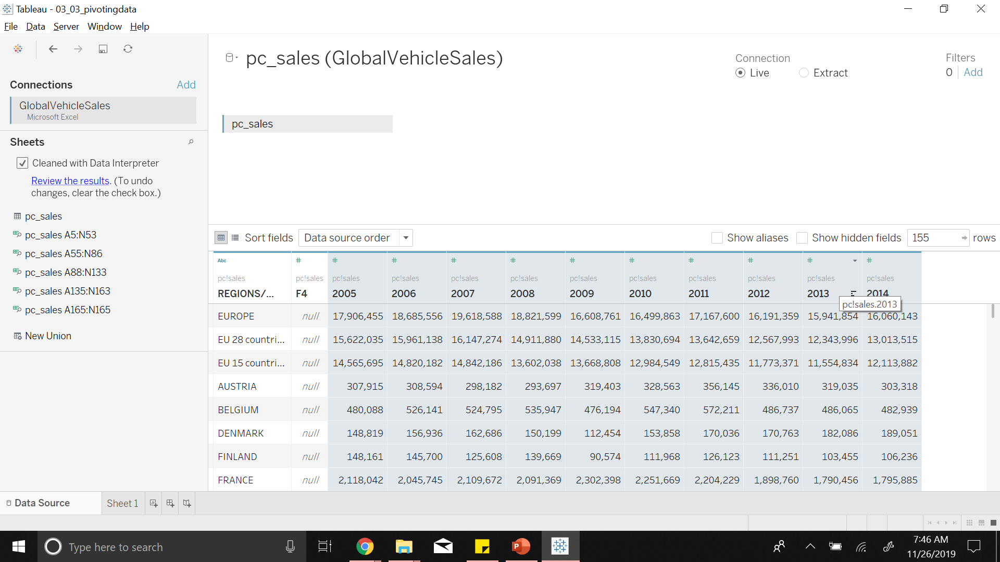 Tableau - 03_03_pivotingdata
File Data Server Window Help
Connections Add
GlobalVehicleSales
Microsoft Excel
Sheets
Cleaned with Data Interpreter
Review the results. (To undo
changes, clear the check box.)
pc_sales
pc_sales A5:N53
pc_sales A55:N86
pc_sales A88:N133
pc_sales A135:N163
pc_sales A165:N165
New Union
pc_sales (GlobalVehicleSales)
Connection
Live Extract
Filters
0 Add
pc_sales
Sort fields Data source order Show aliases Show hidden fields 155 rows
Abc # # # # # # # # # # #
pc!sales pc!sales pc!sales pc!sales pc!sales pc!sales pc!sales pc!sales pc!sales pc!sales pc!sales pc!sales
REGIONS/... F4 2005 2006 2007 2008 2009 2010 2011 2012 2013 2014
pc!sales.2013
EUROPE null 17,906,455 18,685,556 19,618,588 18,821,599 16,608,761 16,499,863 17,167,600 16,191,359 15,941,854 16,060,143
EU 28 countri... null 15,622,035 15,961,138 16,147,274 14,911,880 14,533,115 13,830,694 13,642,659 12,567,993 12,343,996 13,013,515
EU 15 countri... null 14,565,695 14,820,182 14,842,186 13,602,038 13,668,808 12,984,549 12,815,435 11,773,371 11,554,834 12,113,882
AUSTRIA null 307,915 308,594 298,182 293,697 319,403 328,563 356,145 336,010 319,035 303,318
BELGIUM null 480,088 526,141 524,795 535,947 476,194 547,340 572,211 486,737 486,065 482,939
DENMARK null 148,819 156,936 162,686 150,199 112,454 153,858 170,036 170,763 182,086 189,051
FINLAND null 148,161 145,700 125,608 139,669 90,574 111,968 126,123 111,251 103,455 106,236
FRANCE null 2,118,042 2,045,745 2,109,672 2,091,369 2,302,398 2,251,669 2,204,229 1,898,760 1,790,456 1,795,885
Data Source Sheet 1
Type here to search
P
7:46 AM
11/26/2019